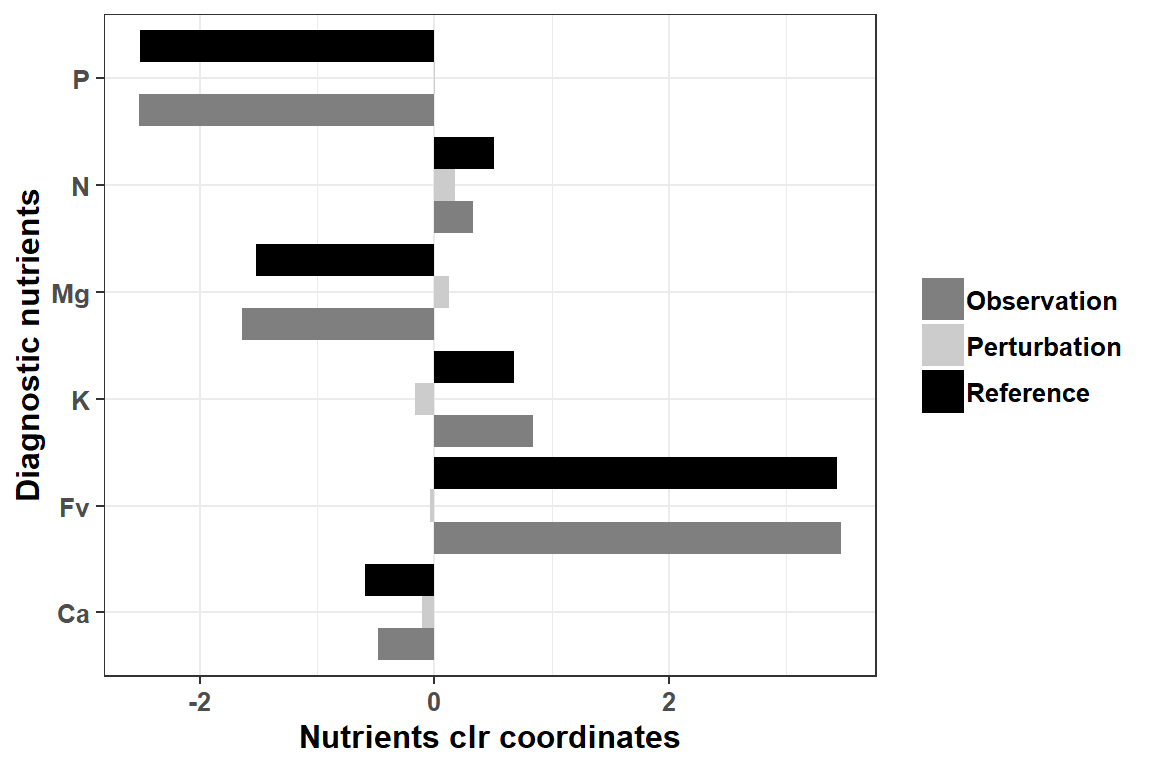 Diagnostic nutrients
P
N
Mg
K
Fv
Ca
-2
0
2
Nutrients clr coordinates
Observation
Perturbation
Reference